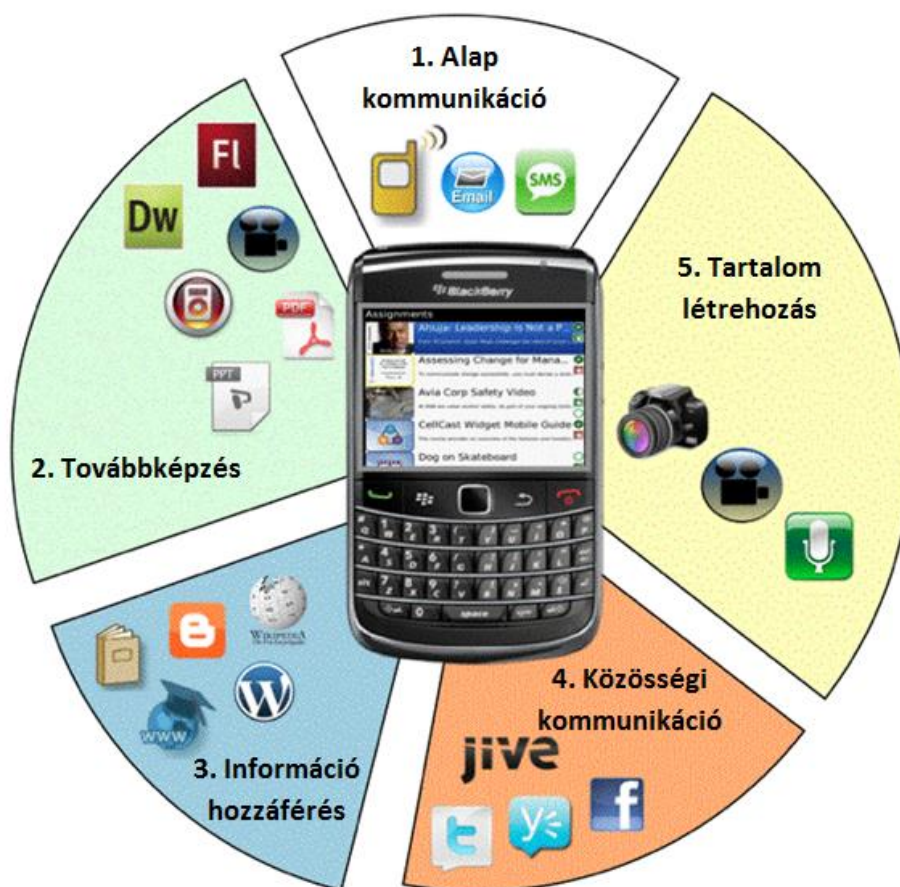 1. Alap
kommunikáció
Email
SMS
Fl
Dw
PDF
PPT
2. Továbbképzés
BlackBerry
Assignments
Ahuja: Leadership is Not a P...
Assessing Change for Mana...
Avia Corp Safety Video
CellCast Widget Mobile Guide
Dog on Skateboard
5. Tartalom
létrehozás
WIKIPEDIA
B
W
www
3. Információ
hozzáférés
4. Közösségi
kommunikáció
jive
t
y
f